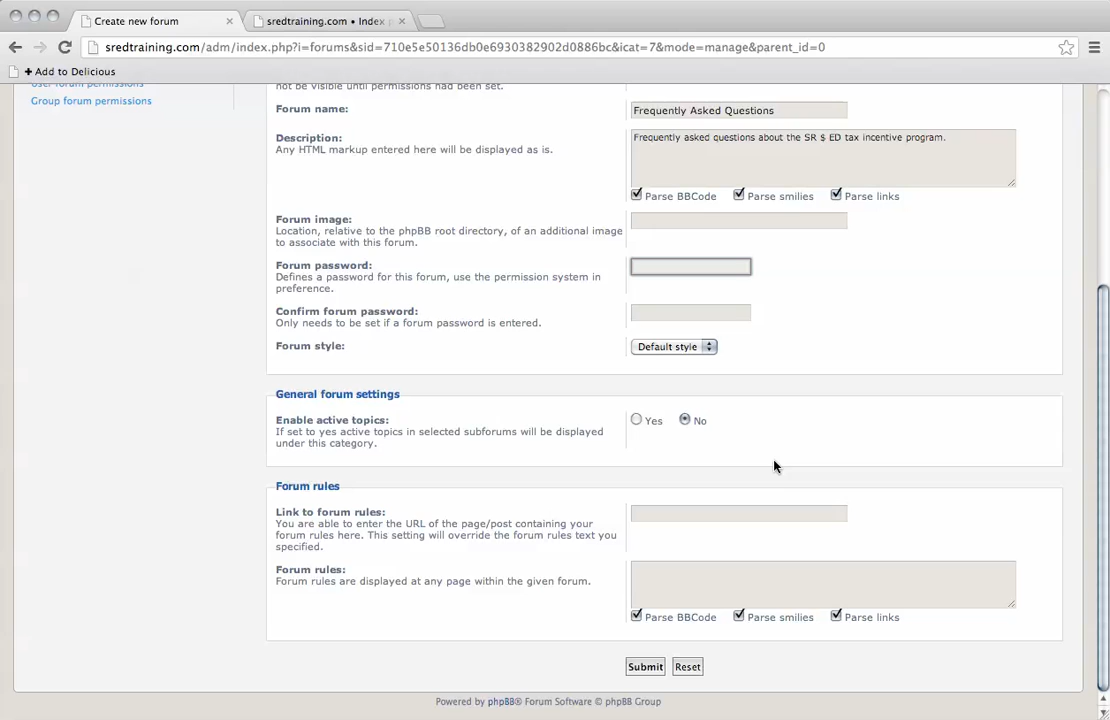 Create new forum
sredtraining.com • Index p
sredtraining.com/adm/index.php?i=forums&sid=710e5e50136db0e6930382902d0886bc&icat=7&mode=manage&parent_id=0
+ Add to Delicious
User forum permissions
Group forum permissions
not be visible until permissions had been set.
Forum name:
Frequently Asked Questions
Description:
Any HTML markup entered here will be displayed as is.
Frequently asked questions about the SR $ ED tax incentive program.
Parse BBCode Parse smilies Parse links
Forum image:
Location, relative to the phpBB root directory, of an additional image
to associate with this forum.
Forum password:
Defines a password for this forum, use the permission system in
preference.
Confirm forum password:
Only needs to be set if a forum password is entered.
Forum style:
Default style
General forum settings
Enable active topics:
If set to yes active topics in selected subforums will be displayed
under this category.
Yes No
Forum rules
Link to forum rules:
You are able to enter the URL of the page/post containing your
forum rules here. This setting will override the forum rules text you
specified.
Forum rules:
Forum rules are displayed at any page within the given forum.
Parse BBCode Parse smilies Parse links
Submit Reset
Powered by phpBB® Forum Software © phpBB Group